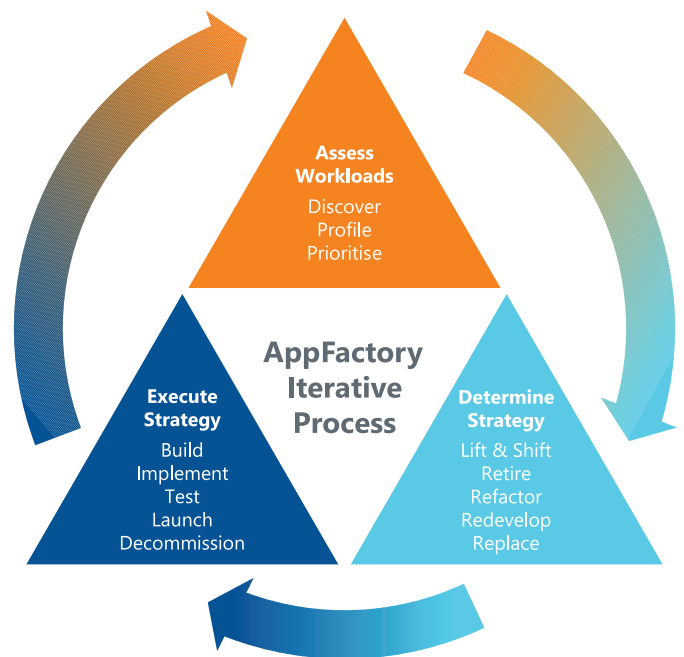 Assess
Workloads
Discover
Profile
Prioritise
AppFactory
Iterative
Process
Execute
Strategy
Build
Implement
Test
Launch
Decommission
Determine
Strategy
Lift & Shift
Retire
Refactor
Redevelop
Replace